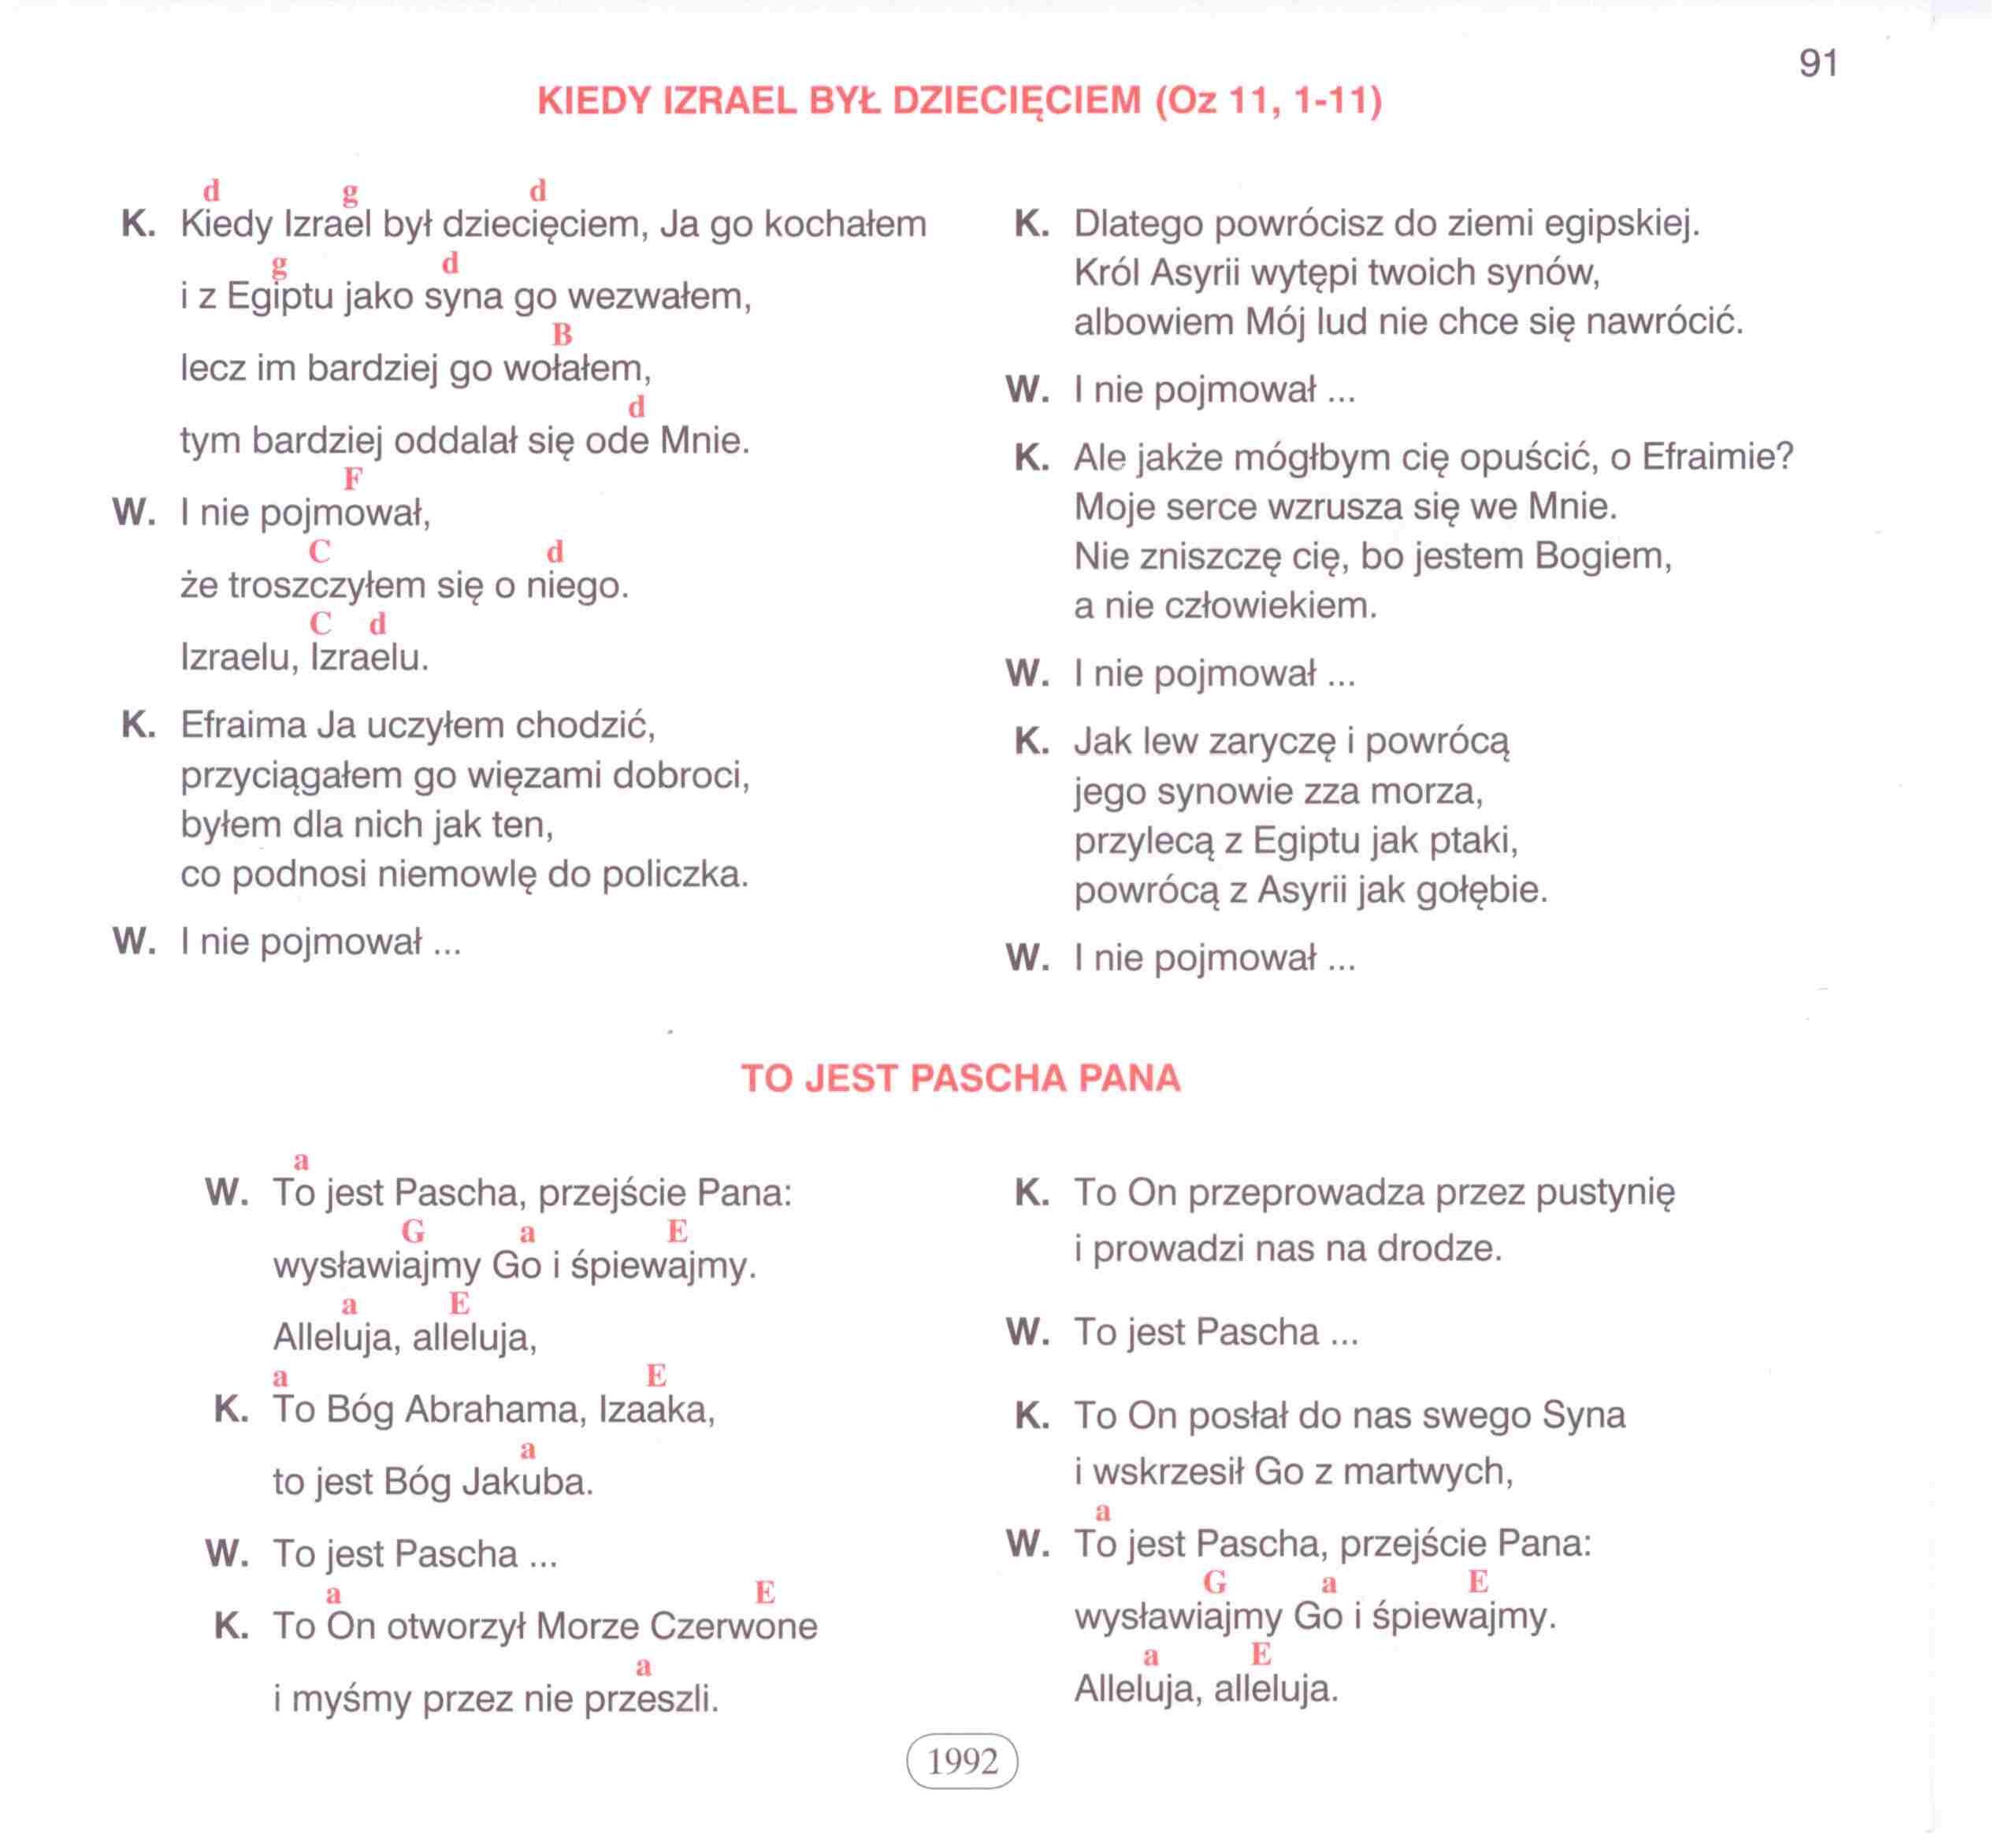 91
KIEDY IZRAEL BYŁ DZIECIĘCIEM (Oz 11, 1-11)
d g d
K. Kiedy Izrael był dziecięciem, Ja go kochałem
g d
i z Egiptu jako syna go wezwałem,
B
lecz im bardziej go wołałem,
d
tym bardziej oddalał się ode Mnie.
F
W. I nie pojmował,
C d
że troszczyłem się o niego.
C d
Izraelu, Izraelu.
K. Efraima Ja uczyłem chodzić,
przyciągałem go więzami dobroci,
byłem dla nich jak ten,
co podnosi niemowlę do policzka.
W. I nie pojmował ...
K. Dlatego powrócisz do ziemi egipskiej.
Król Asyrii wytępi twoich synów,
albowiem Mój lud nie chce się nawrócić.
W. I nie pojmował ...
K. Ale jakże mógłbym cię opuścić, o Efraimie?
Moje serce wzrusza się we Mnie.
Nie zniszczę cię, bo jestem Bogiem,
a nie człowiekiem.
W. I nie pojmował ...
K. Jak lew zaryczę i powrócą
jego synowie zza morza,
przylecą z Egiptu jak ptaki,
powrócą z Asyrii jak gołębie.
W. I nie pojmował ...
TO JEST PASCHA PANA
a
W. To jest Pascha, przejście Pana:
G a E
wysławiajmy Go i śpiewajmy.
a E
Alleluja, alleluja,
a E
K. To Bóg Abrahama, Izaaka,
a
to jest Bóg Jakuba.
W. To jest Pascha ...
a E
K. To On otworzył Morze Czerwone
a
i myśmy przez nie przeszli.
K. To On przeprowadza przez pustynię
i prowadzi nas na drodze.
W. To jest Pascha ...
K. To On posłał do nas swego Syna
i wskrzesił Go z martwych,
a
W. To jest Pascha, przejście Pana:
G a E
wysławiajmy Go i śpiewajmy.
a E
Alleluja, alleluja.
1992